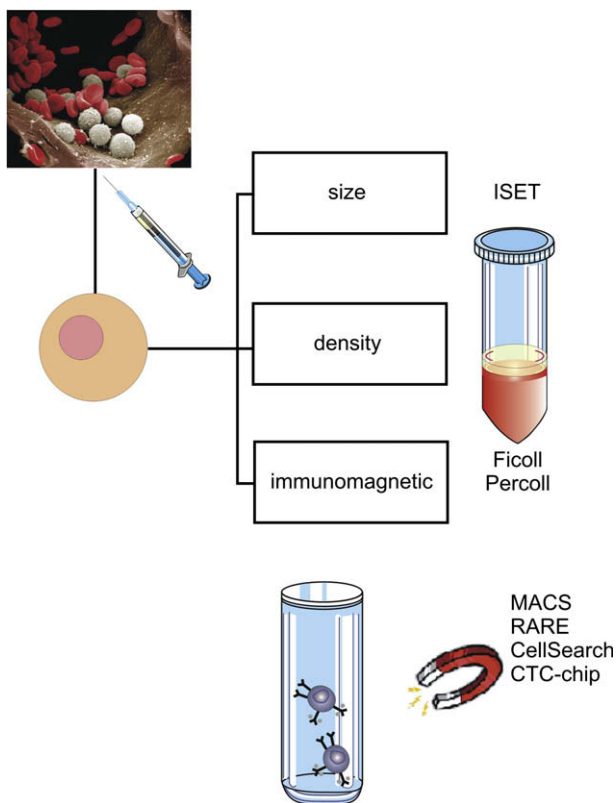 size
ISET
density
Ficoll
Percoll
immunomagnetic
MACS
RARE
CellSearch
CTC-chip